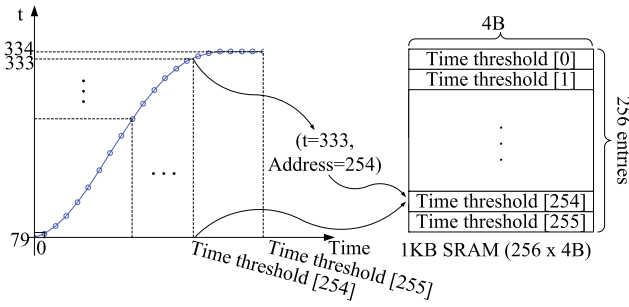 t
334
333
79
0
Time
Time threshold [254]
Time threshold [255]
(t=333,
Address=254)
4B
Time threshold [0]
Time threshold [1]
Time threshold [254]
Time threshold [255]
256 entries
1KB SRAM (256 x 4B)